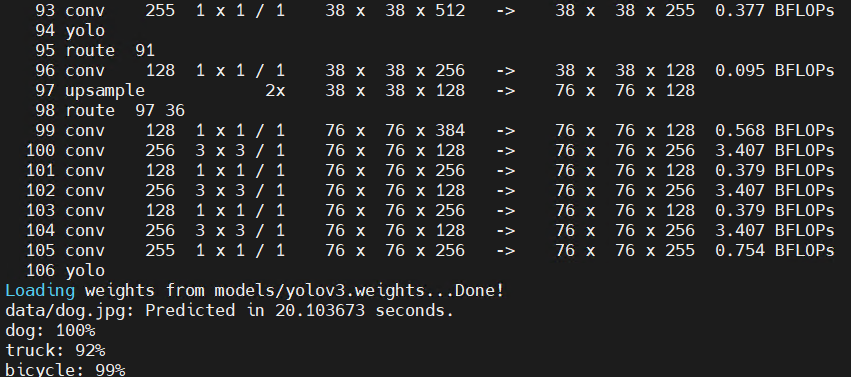 93 conv 255 1 x 1 / 1 38 x 38 x 512 -> 38 x 38 x 255 0.377 BFLOPs
94 yolo
95 route 91
96 conv 128 1 x 1 / 1 38 x 38 x 256 -> 38 x 38 x 128 0.095 BFLOPs
97 upsample 2x 38 x 38 x 128 -> 76 x 76 x 128
98 route 97 36
99 conv 128 1 x 1 / 1 76 x 76 x 384 -> 76 x 76 x 128 0.568 BFLOPs
100 conv 256 3 x 3 / 1 76 x 76 x 128 -> 76 x 76 x 256 3.407 BFLOPs
101 conv 128 1 x 1 / 1 76 x 76 x 256 -> 76 x 76 x 128 0.379 BFLOPs
102 conv 256 3 x 3 / 1 76 x 76 x 128 -> 76 x 76 x 256 3.407 BFLOPs
103 conv 128 1 x 1 / 1 76 x 76 x 256 -> 76 x 76 x 128 0.379 BFLOPs
104 conv 256 3 x 3 / 1 76 x 76 x 128 -> 76 x 76 x 256 3.407 BFLOPs
105 conv 255 1 x 1 / 1 76 x 76 x 256 -> 76 x 76 x 255 0.754 BFLOPs
106 yolo
Loading weights from models/yolov3.weights...Done!
data/dog.jpg: Predicted in 20.103673 seconds.
dog: 100%
truck: 92%
bicycle: 99%